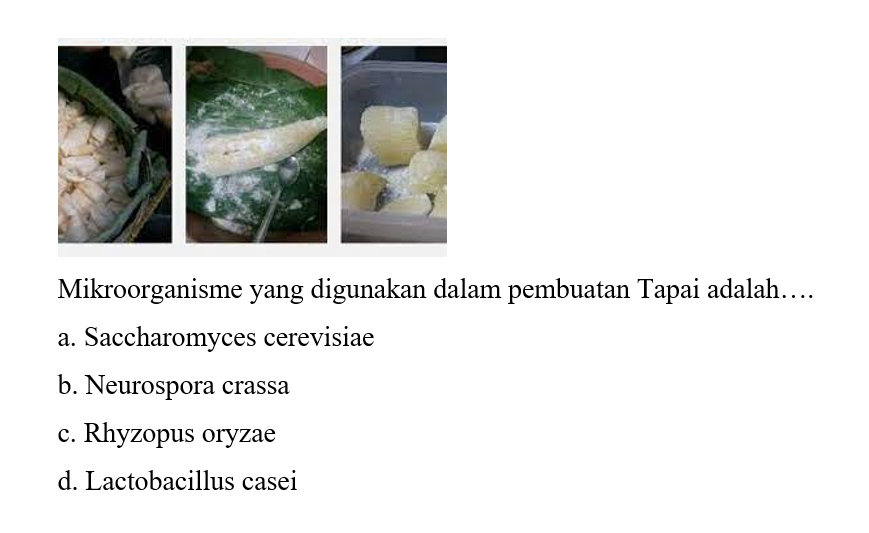 Mikroorganisme yang digunakan dalam pembuatan Tapai adalah….
a. Saccharomyces cerevisiae
b. Neurospora crassa
c. Rhyzopus oryzae
d. Lactobacillus casei